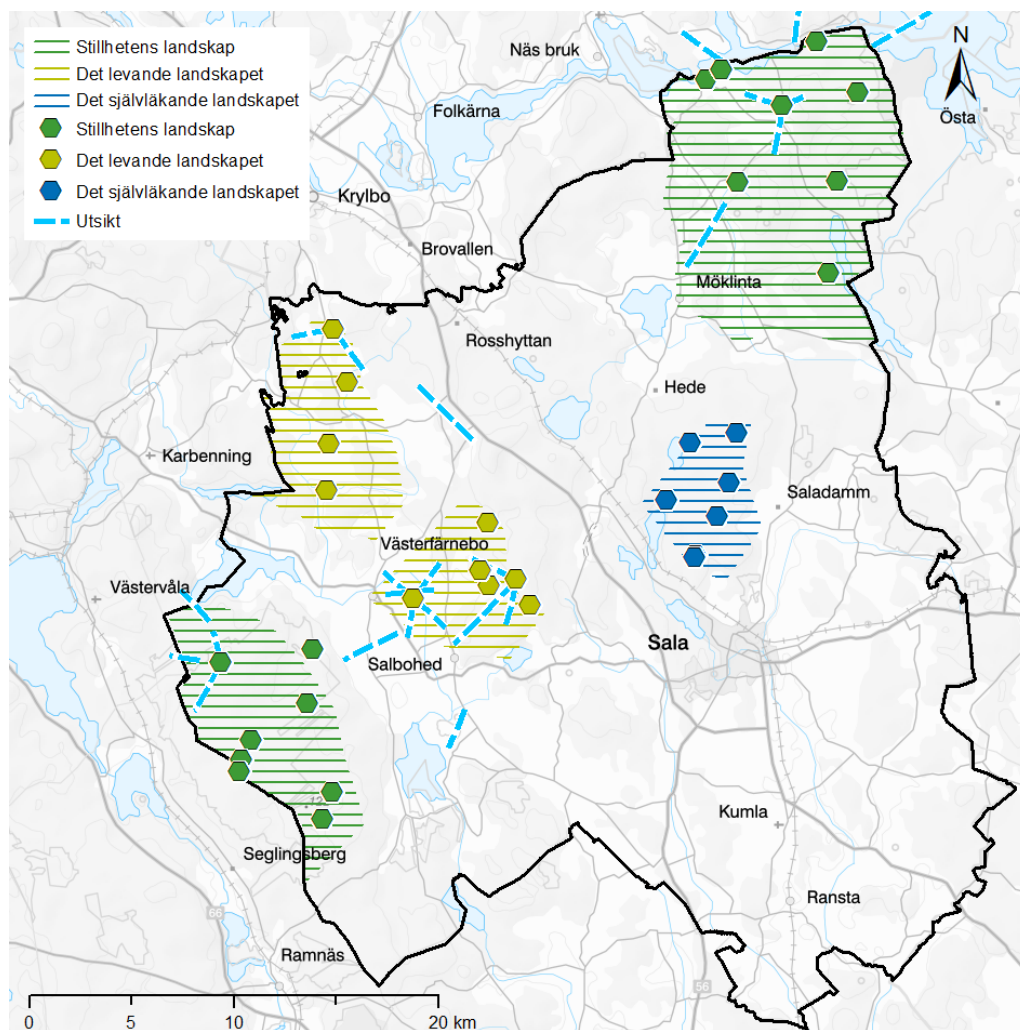 Stillhetens landskap
Det levande landskapet
Det självläkande landskapet
Stillhetens landskap
Det levande landskapet
Det självläkande landskapet
Utsikt
N
Näs bruk
Folkärna
Östa
Krylbo
Brovallen
Möklinta
Rosshyttan
Hede
Karbenning
Saladamm
Västerfärnebo
Västervåla
Sala
Salbohed
Kumla
Seglingsberg
Ransta
66
Ramnäs
56
0 5 10 20 km